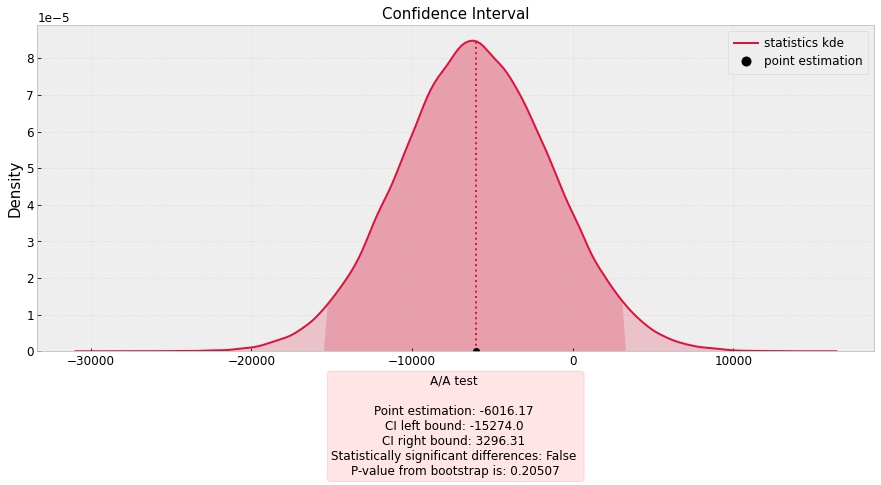 Confidence Interval
1e−5
statistics kde
point estimation
8
7
6
5
4
3
2
1
0
Density
−30000
−20000
−10000
0
10000
A/A test
Point estimation: -6016.17
CI left bound: -15274.0
CI right bound: 3296.31
Statistically significant differences: False
P-value from bootstrap is: 0.20507